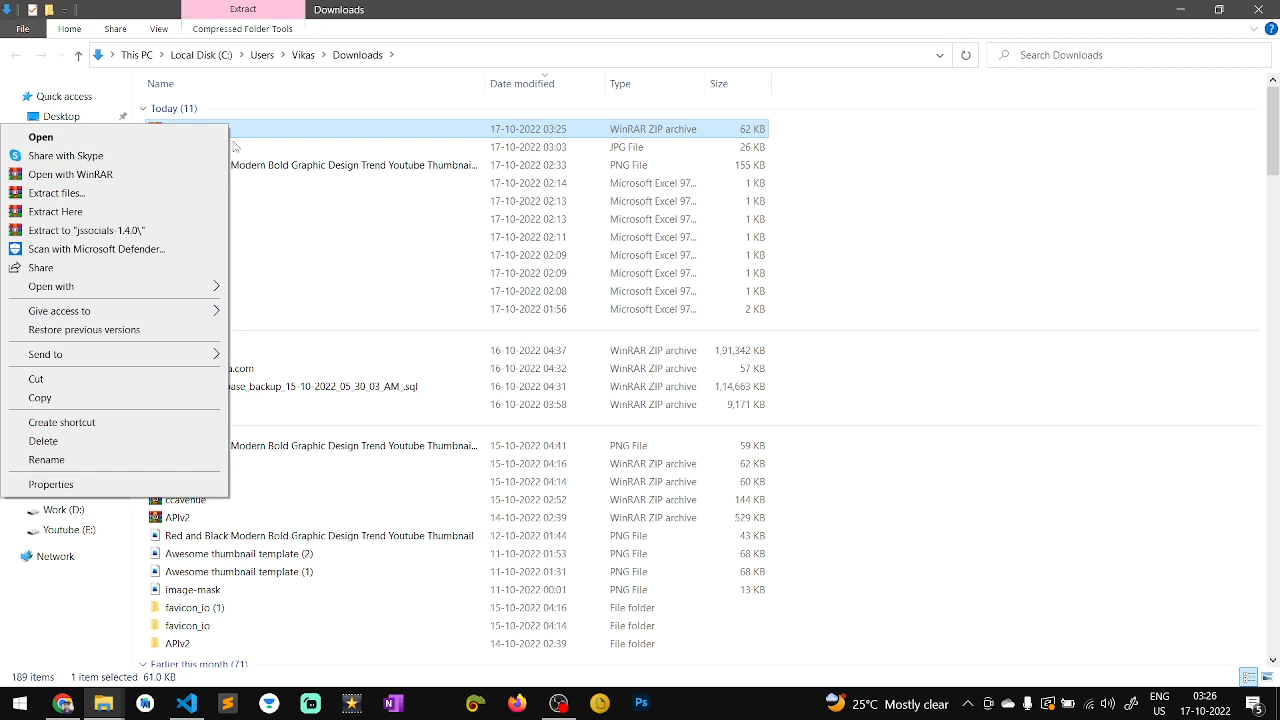 Extract Downloads
File Home Share View Compressed Folder Tools
This PC Local Disk (C:) Users Vikas Downloads Search Downloads
Name Date modified Type Size
Quick access
Desktop
Today (11)
17-10-2022 03:25 WinRAR ZIP archive 62 KB
17-10-2022 03:03 JPG File 26 KB
Modern Bold Graphic Design Trend Youtube Thumbnai... 17-10-2022 02:33 PNG File 155 KB
17-10-2022 02:14 Microsoft Excel 97... 1 KB
17-10-2022 02:13 Microsoft Excel 97... 1 KB
17-10-2022 02:13 Microsoft Excel 97... 1 KB
17-10-2022 02:11 Microsoft Excel 97... 1 KB
17-10-2022 02:09 Microsoft Excel 97... 1 KB
17-10-2022 02:09 Microsoft Excel 97... 1 KB
17-10-2022 02:08 Microsoft Excel 97... 1 KB
17-10-2022 01:56 Microsoft Excel 97... 2 KB
16-10-2022 04:37 WinRAR ZIP archive 1,91,342 KB
a.com 16-10-2022 04:32 WinRAR ZIP archive 57 KB
ase_backup_15-10-2022_05_30_03_AM_.sql 16-10-2022 04:31 WinRAR ZIP archive 1,14,663 KB
16-10-2022 03:58 WinRAR ZIP archive 9,171 KB
Modern Bold Graphic Design Trend Youtube Thumbnai... 15-10-2022 04:41 PNG File 59 KB
15-10-2022 04:16 WinRAR ZIP archive 62 KB
15-10-2022 04:14 WinRAR ZIP archive 60 KB
ccavenue 15-10-2022 02:52 WinRAR ZIP archive 144 KB
APIv2 14-10-2022 02:39 WinRAR ZIP archive 529 KB
Red and Black Modern Bold Graphic Design Trend Youtube Thumbnail 12-10-2022 01:44 PNG File 43 KB
Awesome thumbnail template (2) 11-10-2022 01:53 PNG File 68 KB
Awesome thumbnail template (1) 11-10-2022 01:31 PNG File 68 KB
image-mask 11-10-2022 00:01 PNG File 13 KB
favicon_io (1) 15-10-2022 04:16 File folder
favicon_io 15-10-2022 04:14 File folder
APIv2 14-10-2022 02:39 File folder
Earlier this month (71)
Open
Share with Skype
Open with WinRAR
Extract files...
Extract Here
Extract to "jssocials-1.4.0\"
Scan with Microsoft Defender...
Share
Open with
Give access to
Restore previous versions
Send to
Cut
Copy
Create shortcut
Delete
Rename
Properties
Work (D:)
Youtube (E:)
Network
189 items 1 item selected 61.0 KB
Ps 25°C Mostly clear ENG US 03:26 17-10-2022